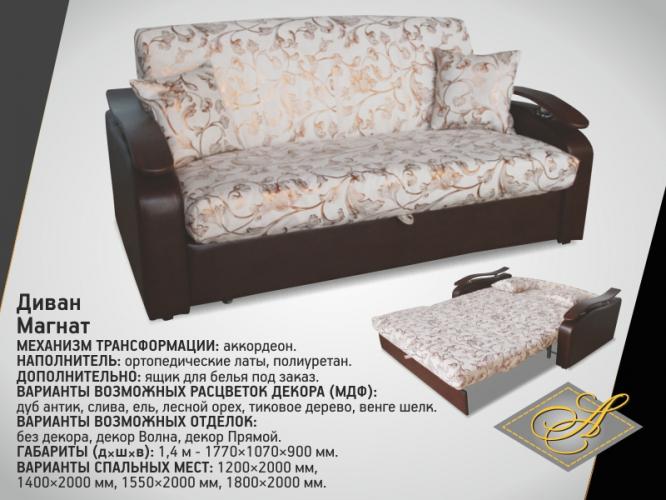 Диван
Магнат
МЕХАНИЗМ ТРАНСФОРМАЦИИ: аккордеон.
НАПОЛНИТЕЛЬ: ортопедические латы, полиуретан.
ДОПОЛНИТЕЛЬНО: ящик для белья под заказ.
ВАРИАНТЫ ВОЗМОЖНЫХ РАСЦВЕТОК ДЕКОРА (МДФ):
дуб антик, слива, ель, лесной орех, тиковое дерево, венге шелк.
ВАРИАНТЫ ВОЗМОЖНЫХ ОТДЕЛОК:
без декора, декор Волна, декор Прямой.
ГАБАРИТЫ (д×ш×в): 1,4 м - 1770×1070×900 мм.
ВАРИАНТЫ СПАЛЬНЫХ МЕСТ: 1200×2000 мм,
1400×2000 мм, 1550×2000 мм, 1800×2000 мм.
А